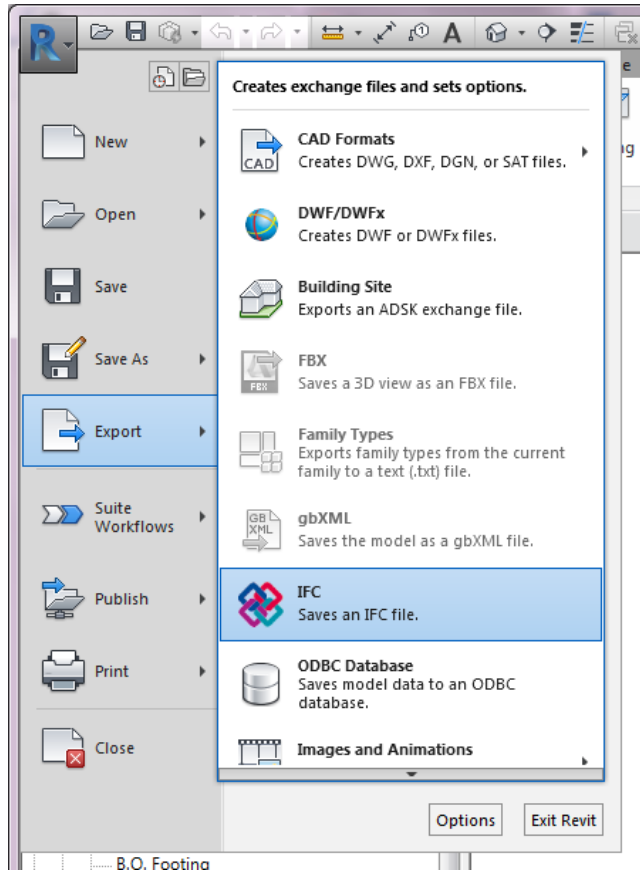 R
A
e
Creates exchange files and sets options.
New
CAD
CAD Formats
ng
Creates DWG, DXF, DGN, or SAT files.
Open
DWF/DWFx
Creates DWF or DWFx files.
Save
Building Site
Exports an ADSK exchange file.
Save As
FBX
FBX
Saves a 3D view as an FBX file.
Export
Family Types
Exports family types from the current
family to a text (.txt) file.
Suite
Workflows
GB
XML
gbXML
Saves the model as a gbXML file.
Publish
IFC
Saves an IFC file.
Print
ODBC Database
Saves model data to an ODBC
database.
Close
Images and Animations
Options
Exit Revit
B.O. Footing